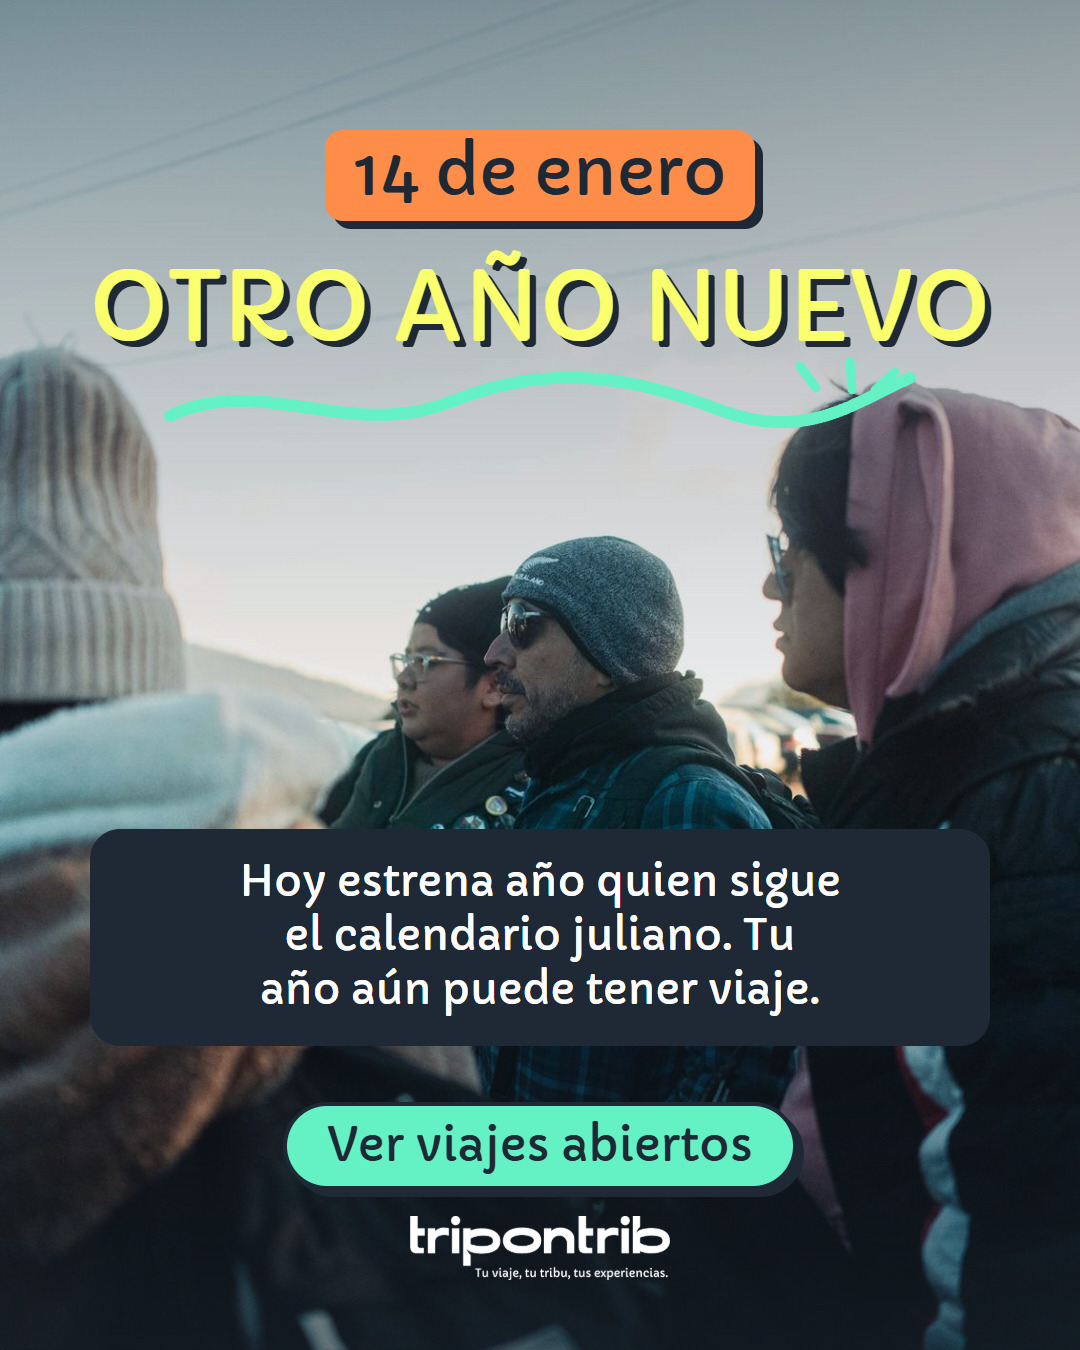 14 de enero
OTRO AÑO NUEVO
Hoy estrena año quien sigue
el calendario juliano. Tu
año aún puede tener viaje.
Ver viajes abiertos
tripontrib
Tu viaje, tu tribu, tus experiencias.